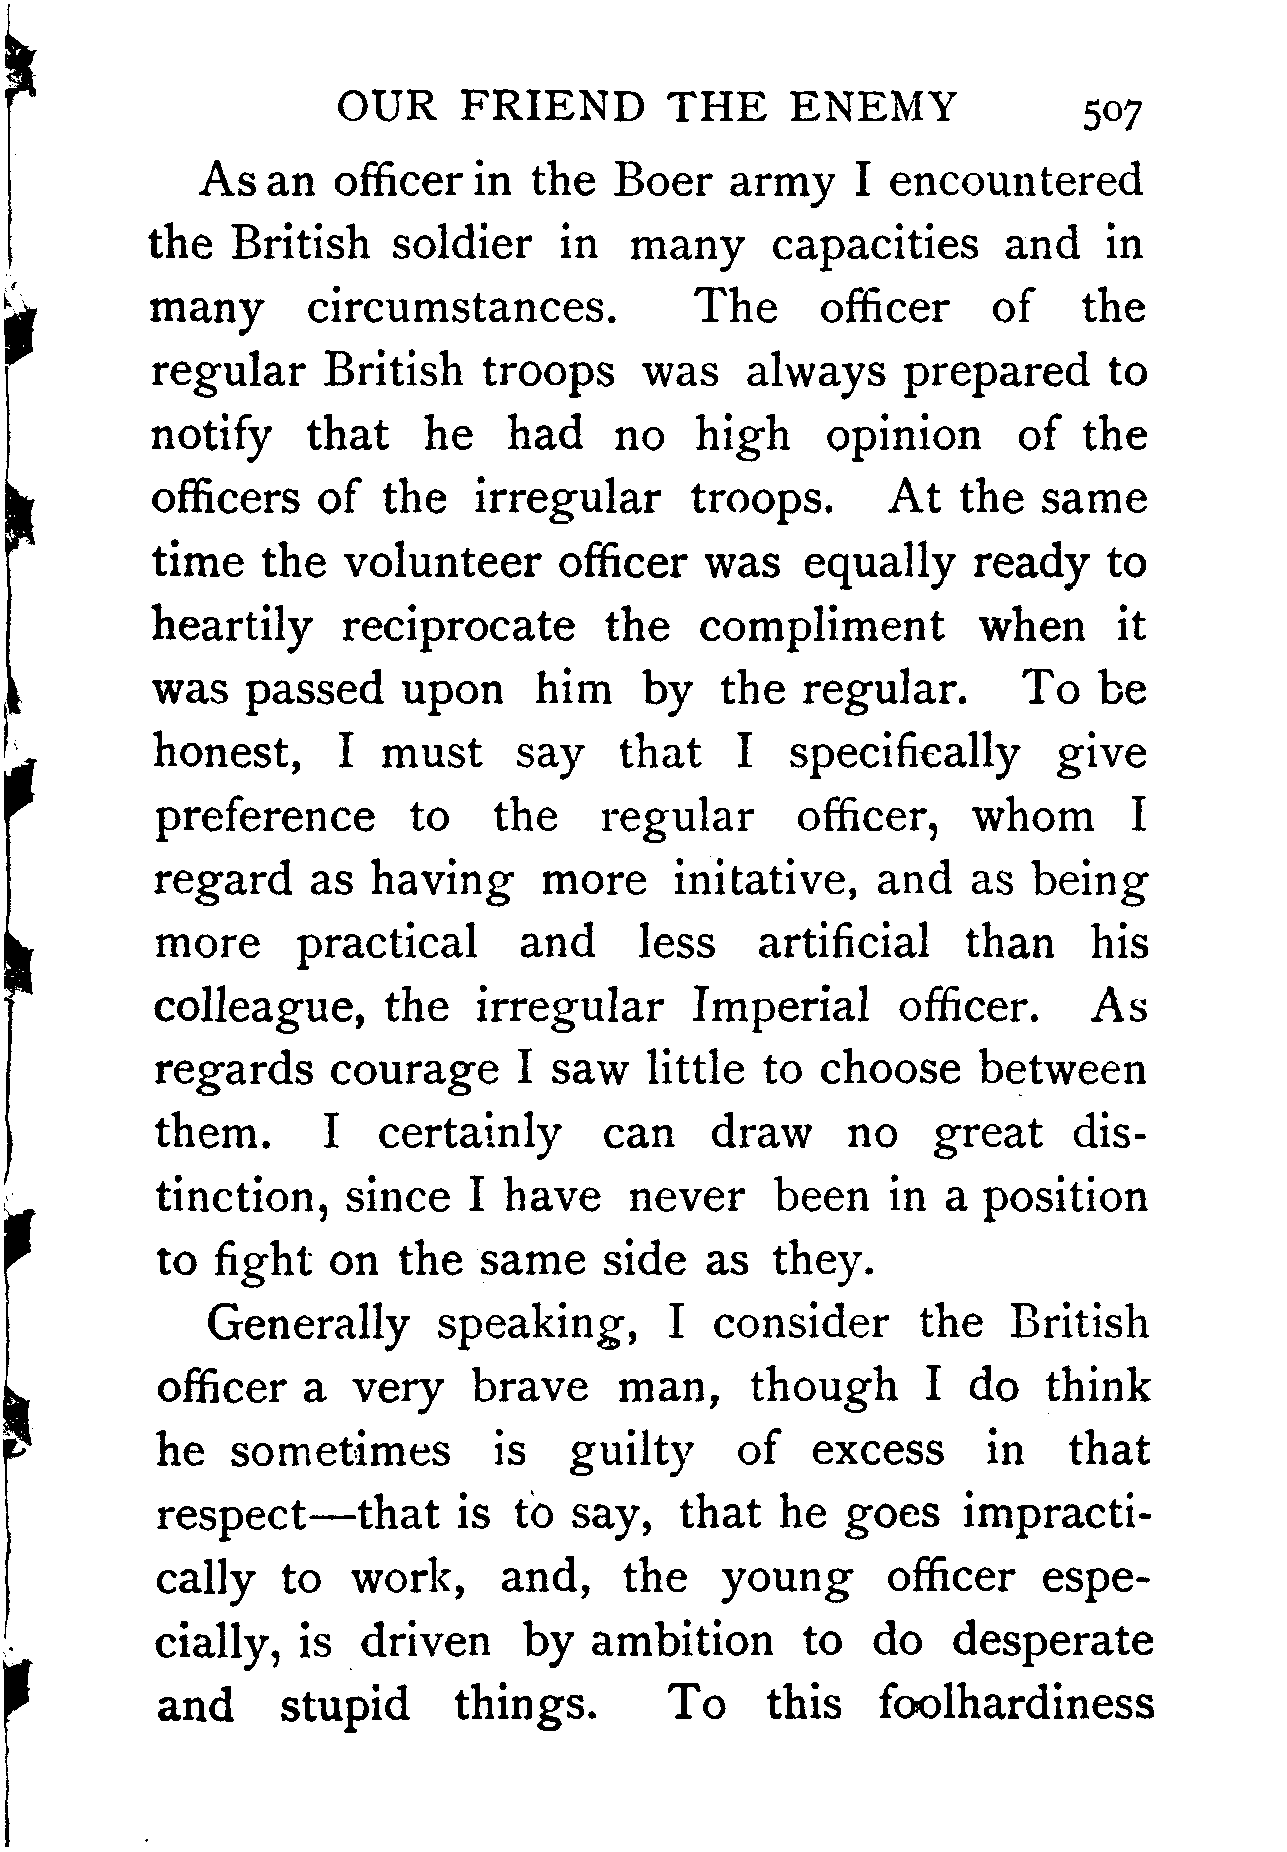 OUR FRIEND THE ENEMY 507
As an officer in the Boer army I encountered
the British soldier in many capacities and in
many circumstances. The officer of the
regular British troops was always prepared to
notify that he had no high opinion of the
officers of the irregular troops. At the same
time the volunteer officer was equally ready to
heartily reciprocate the compliment when it
was passed upon him by the regular. To be
honest, I must say that I specifically give
preference to the regular officer, whom I
regard as having more initative, and as being
more practical and less artificial than his
colleague, the irregular Imperial officer. As
regards courage I saw little to choose between
them. I certainly can draw no great dis-
tinction, since I have never been in a position
to fight on the same side as they.
Generally speaking, I consider the British
officer a very brave man, though I do think
he sometimes is guilty of excess in that
respect—that is to say, that he goes impracti-
cally to work, and, the young officer espe-
cially, is driven by ambition to do desperate
and stupid things. To this foolhardiness